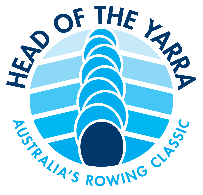 HEAD OF THE YARRA
AUSTRALIA'S ROWING CLASSIC